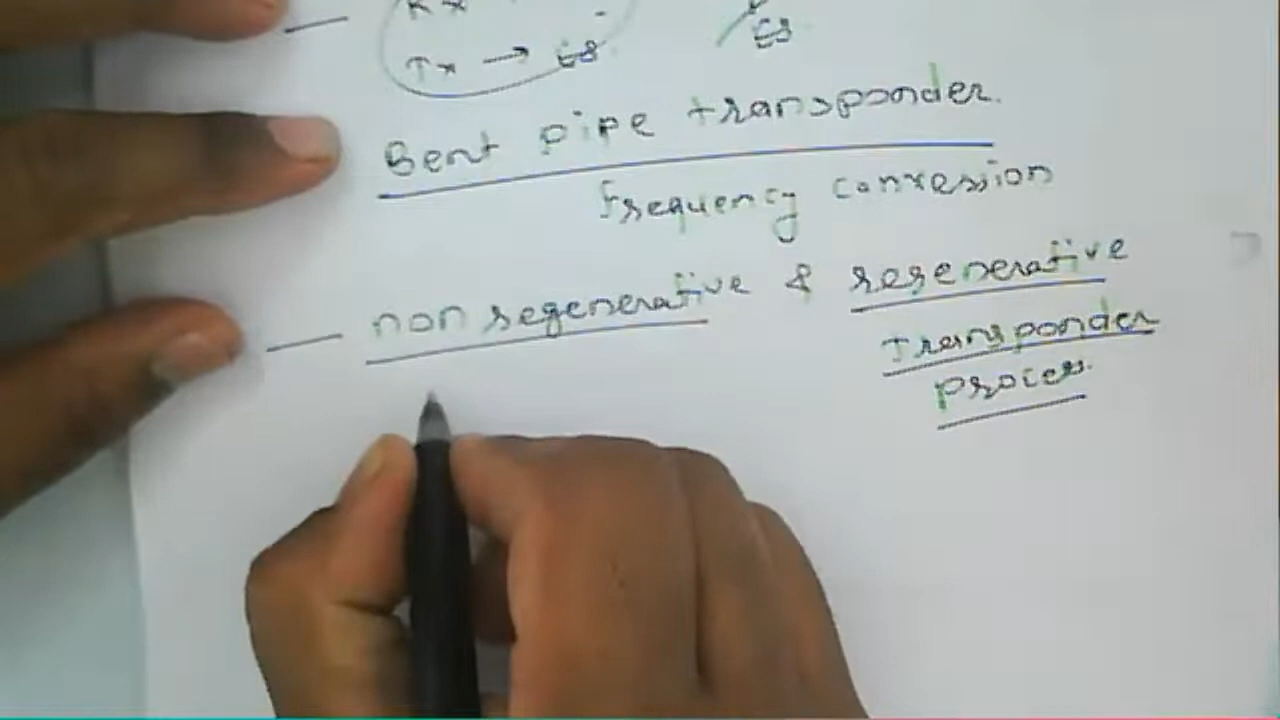 Rx
Tx → ES
ES
Bent pipe transponder.
Frequency conversion
— non regenerative & regenerative
transponder
process.